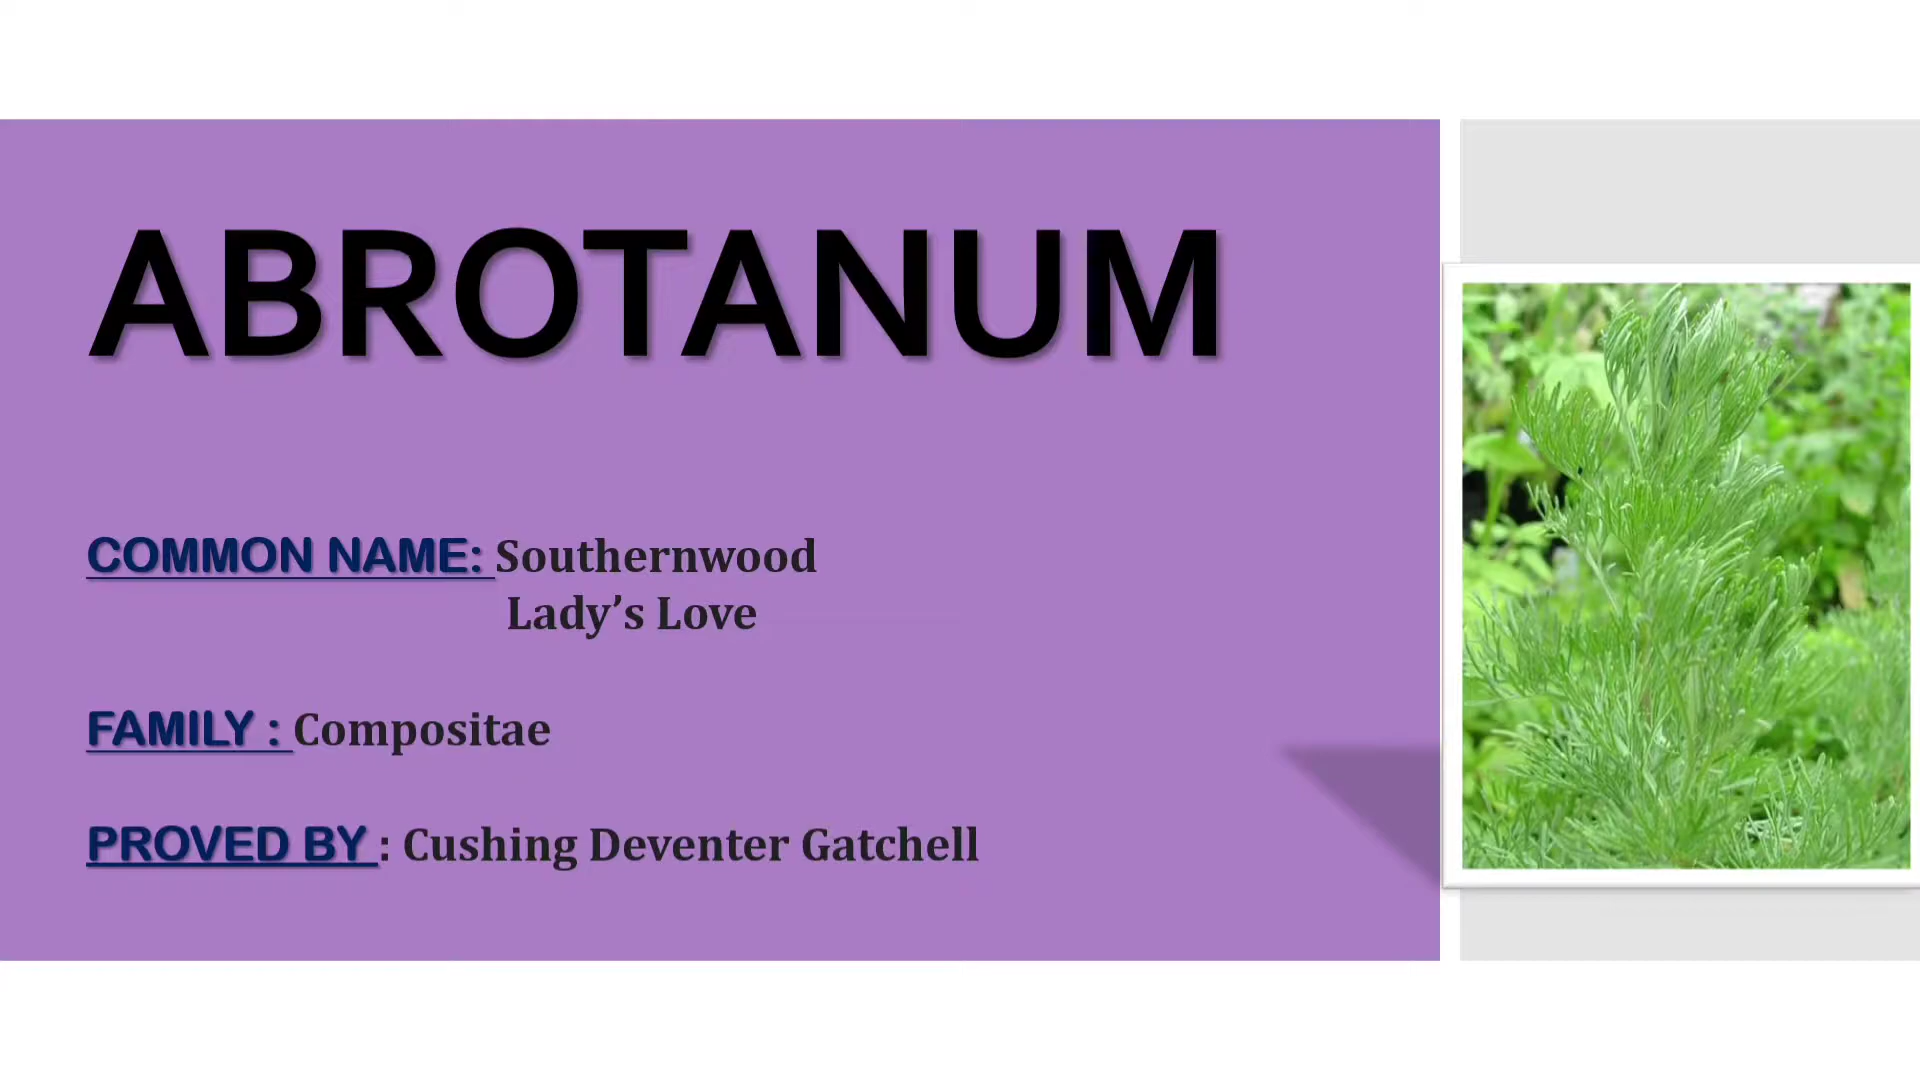 ABROTANUM
COMMON NAME: Southernwood
Lady’s Love
FAMILY : Compositae
PROVED BY : Cushing Deventer Gatchell